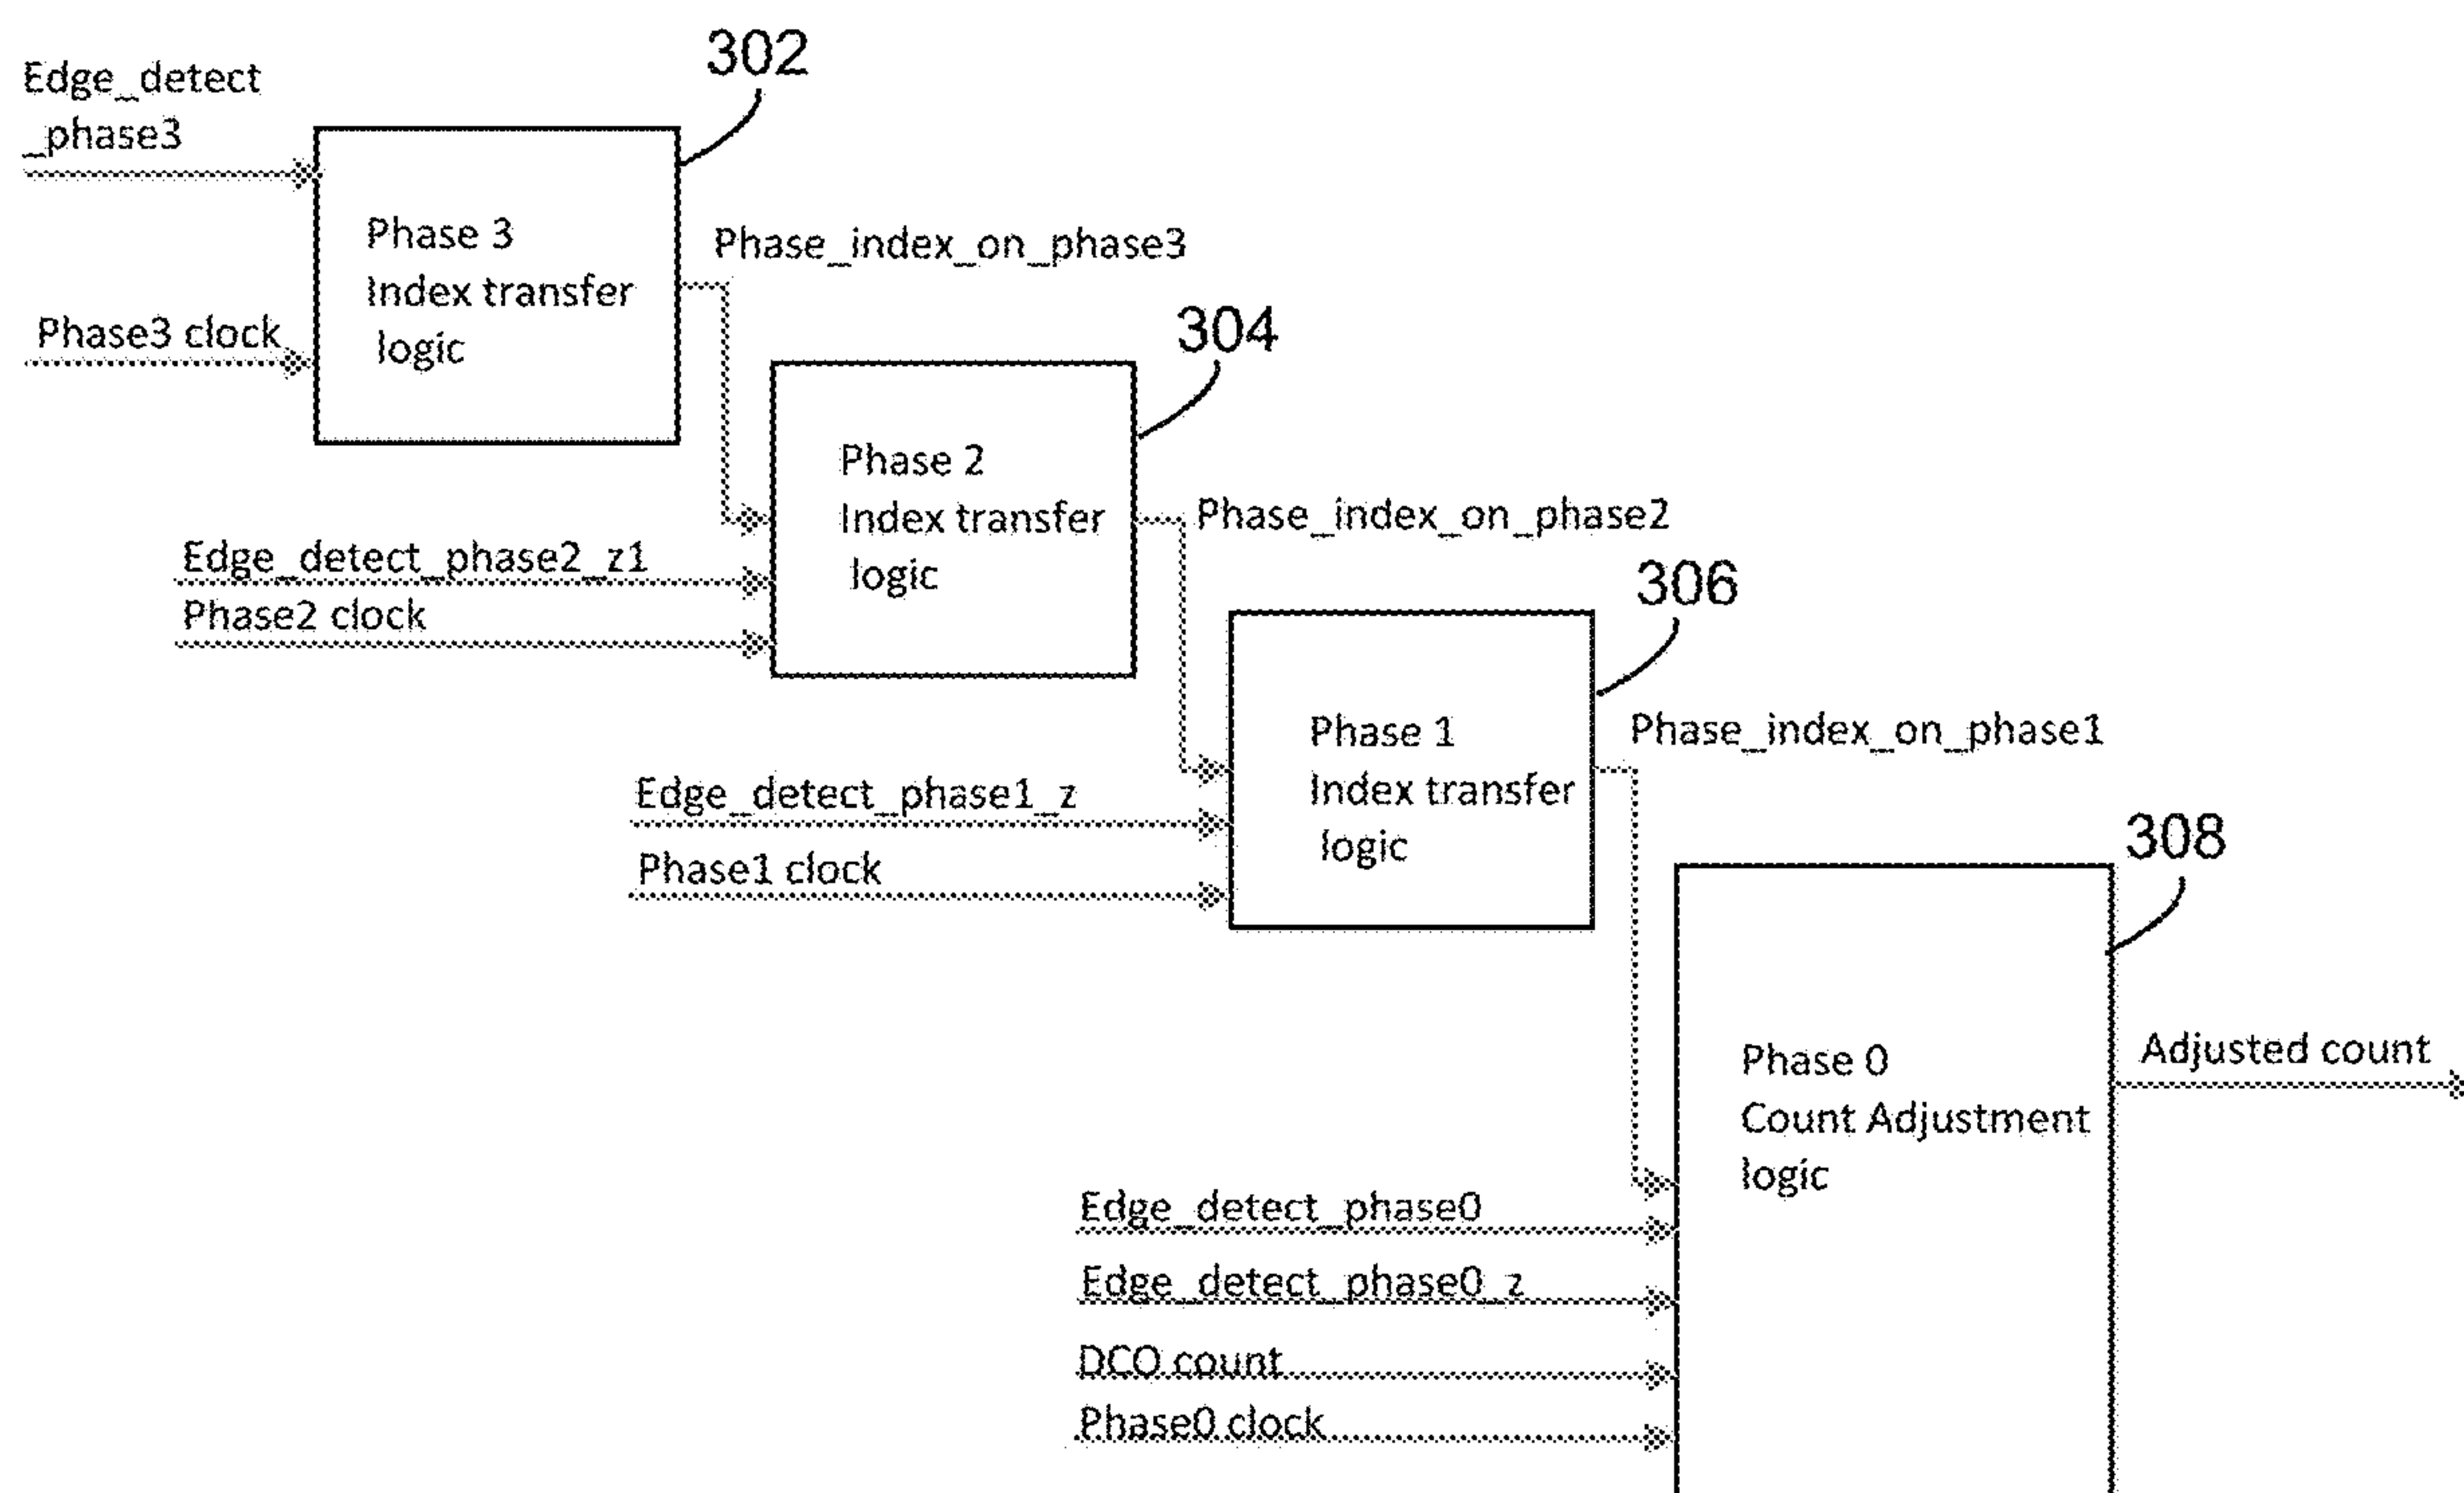 302
Edge_detect
_phase3
Phase 3
Index transfer
logic
Phase3 clock
Phase_index_on_phase3
304
Phase 2
Index transfer
logic
Edge_detect_phase2_z1
Phase2 clock
Phase_index_on_phase2
306
Phase 1
Index transfer
logic
Edge_detect_phase1_z
Phase1 clock
Phase_index_on_phase1
308
Phase 0
Count Adjustment
logic
Adjusted count
Edge_detect_phase0
Edge_detect_phase0_z
DCO count
Phase0 clock